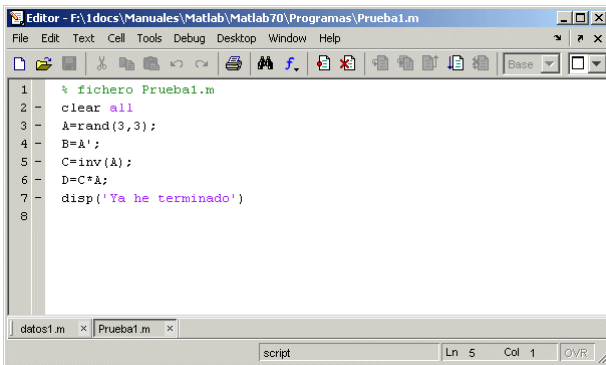 Editor - F:\1docs\Manuales\Matlab\Matlab70\Programas\Prueba1.m
File Edit Text Cell Tools Debug Desktop Window Help
Base
1 % fichero Prueba1.m
2 - clear all
3 - A=rand(3,3);
4 - B=A';
5 - C=inv(A);
6 - D=C*A;
7 - disp('Ya he terminado')
8
datos1.m × Prueba1.m ×
script Ln 5 Col 1 OVR